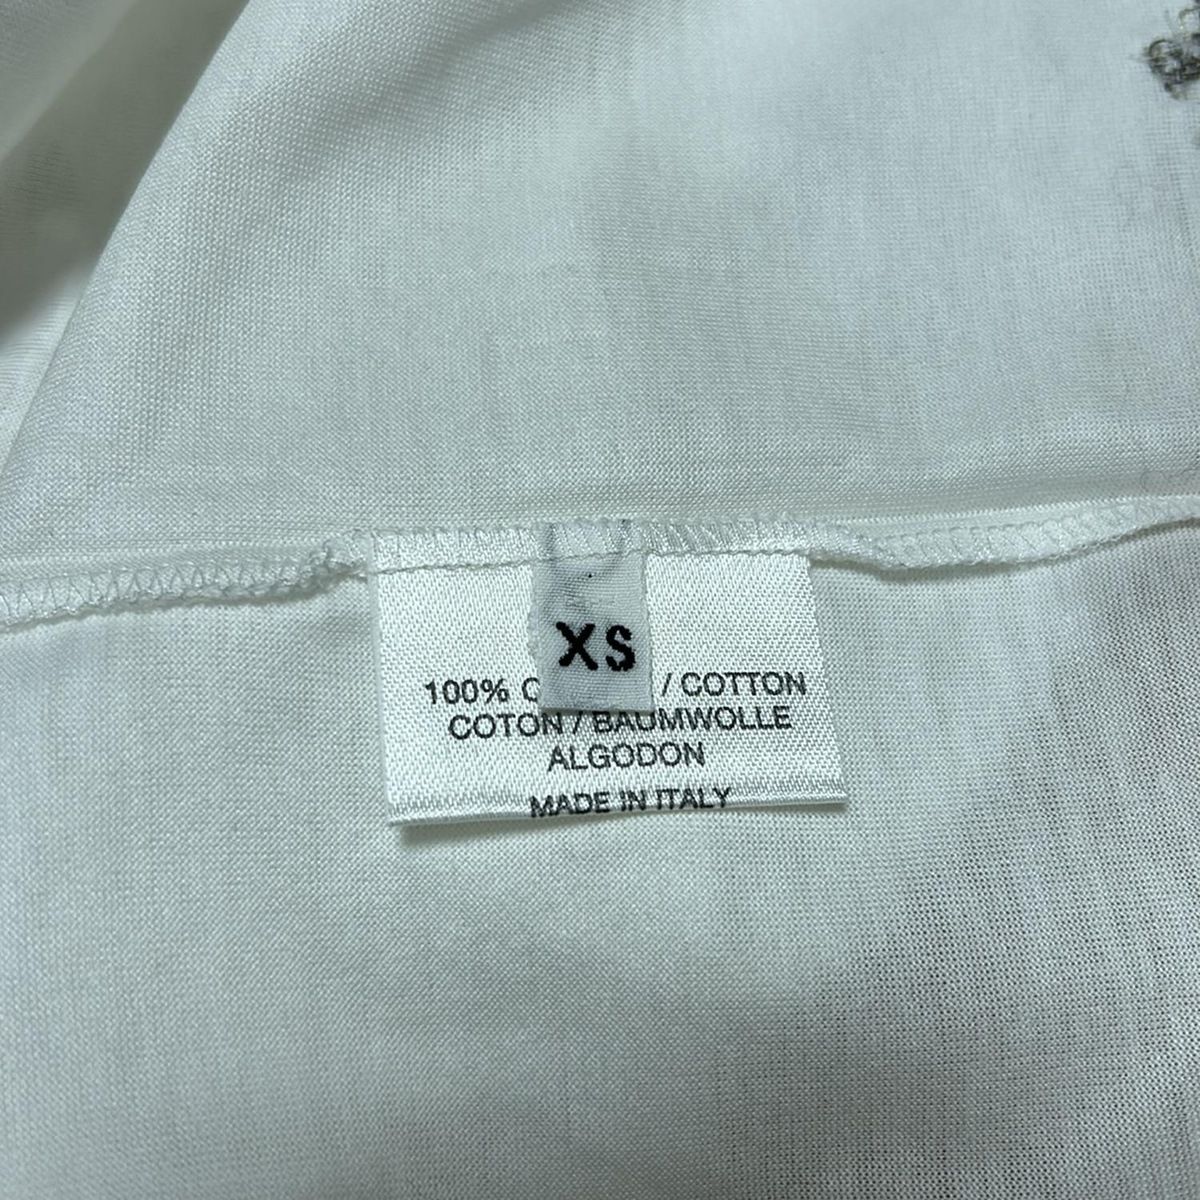 XS
100% / COTTON
COTON / BAUMWOLLE
ALGODON
MADE IN ITALY